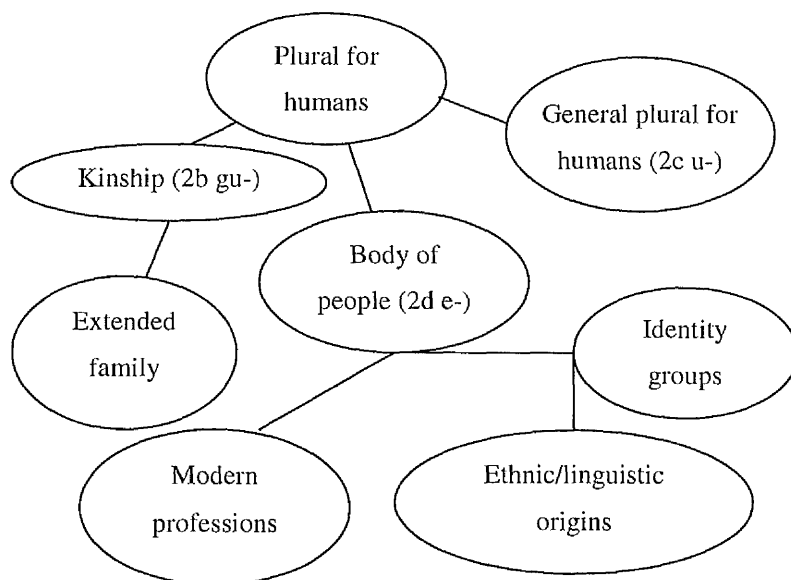 Plural for
humans
General plural for
humans (2c u-)
Kinship (2b gu-)
Body of
people (2d e-)
Extended
family
Identity
groups
Modern
professions
Ethnic/linguistic
origins